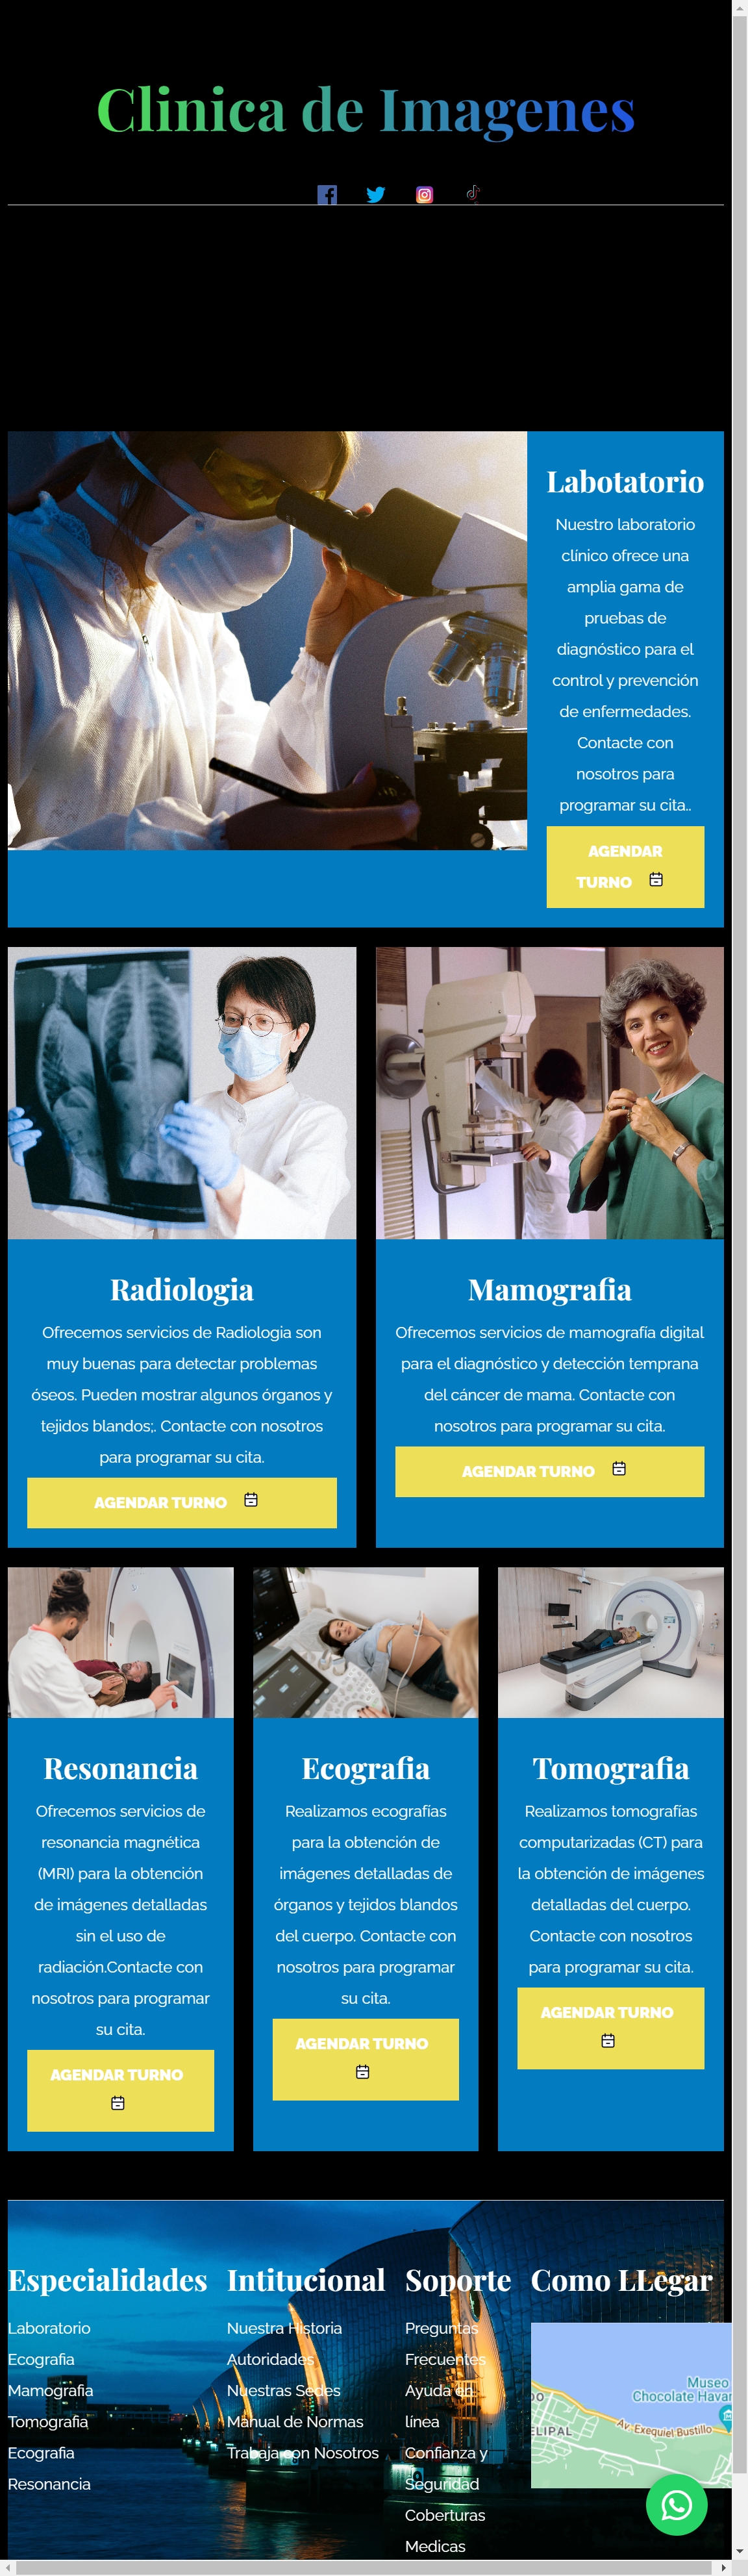 Clinica de Imagenes
Labotatorio
Nuestro laboratorio
clínico ofrece una
amplia gama de
pruebas de
diagnóstico para el
control y prevención
de enfermedades.
Contacte con
nosotros para
programar su cita..
AGENDAR
TURNO
Radiologia
Ofrecemos servicios de Radiologia son
muy buenas para detectar problemas
óseos. Pueden mostrar algunos órganos y
tejidos blandos;. Contacte con nosotros
para programar su cita.
AGENDAR TURNO
Mamografia
Ofrecemos servicios de mamografía digital
para el diagnóstico y detección temprana
del cáncer de mama. Contacte con
nosotros para programar su cita.
AGENDAR TURNO
Resonancia
Ofrecemos servicios de
resonancia magnética
(MRI) para la obtención
de imágenes detalladas
sin el uso de
radiación.Contacte con
nosotros para programar
su cita.
AGENDAR TURNO
Ecografia
Realizamos ecografías
para la obtención de
imágenes detalladas de
órganos y tejidos blandos
del cuerpo. Contacte con
nosotros para programar
su cita.
AGENDAR TURNO
Tomografia
Realizamos tomografías
computarizadas (CT) para
la obtención de imágenes
detalladas del cuerpo.
Contacte con nosotros
para programar su cita.
AGENDAR TURNO
Especialidades
Laboratorio
Ecografia
Mamografia
Tomografia
Ecografia
Resonancia
Intitucional
Nuestra Historia
Autoridades
Nuestras Sedes
Manual de Normas
Trabaja con Nosotros
Soporte
Preguntas
Frecuentes
Ayuda en
línea
Confianza y
Seguridad
Coberturas
Medicas
Como LLegar
Museo
Chocolate Havar
Av. Exequiel Bustillo
ELIPAL